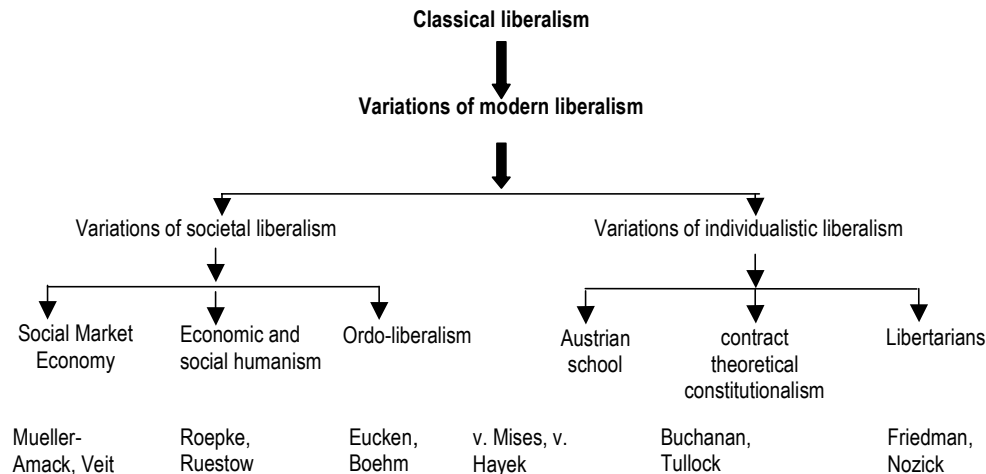 Classical liberalism
Variations of modern liberalism
Variations of societal liberalism
Variations of individualistic liberalism
Social Market
Economy
Economic and
social humanism
Ordo-liberalism
Austrian
school
contract
theoretical
constitutionalism
Libertarians
Mueller-
Amack, Veit
Roepke,
Ruestow
Eucken,
Boehm
v. Mises, v.
Hayek
Buchanan,
Tullock
Friedman,
Nozick